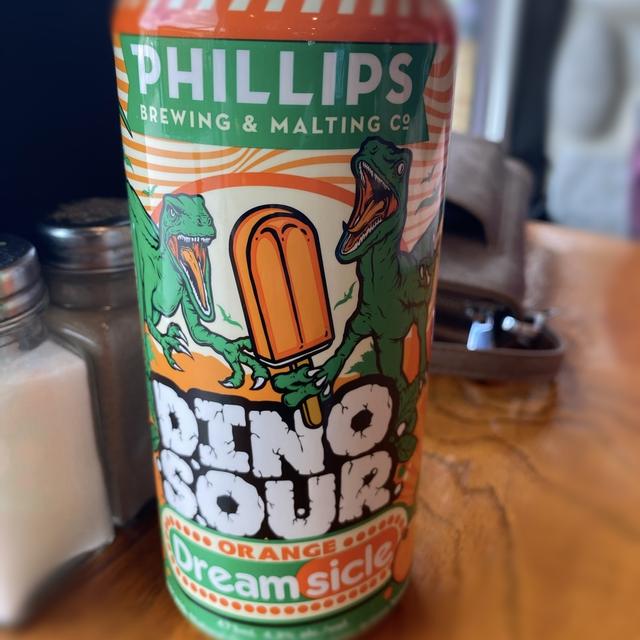 PHILLIPS
BREWING & MALTING CO
DINO
SOUR
ORANGE
Dreamsicle